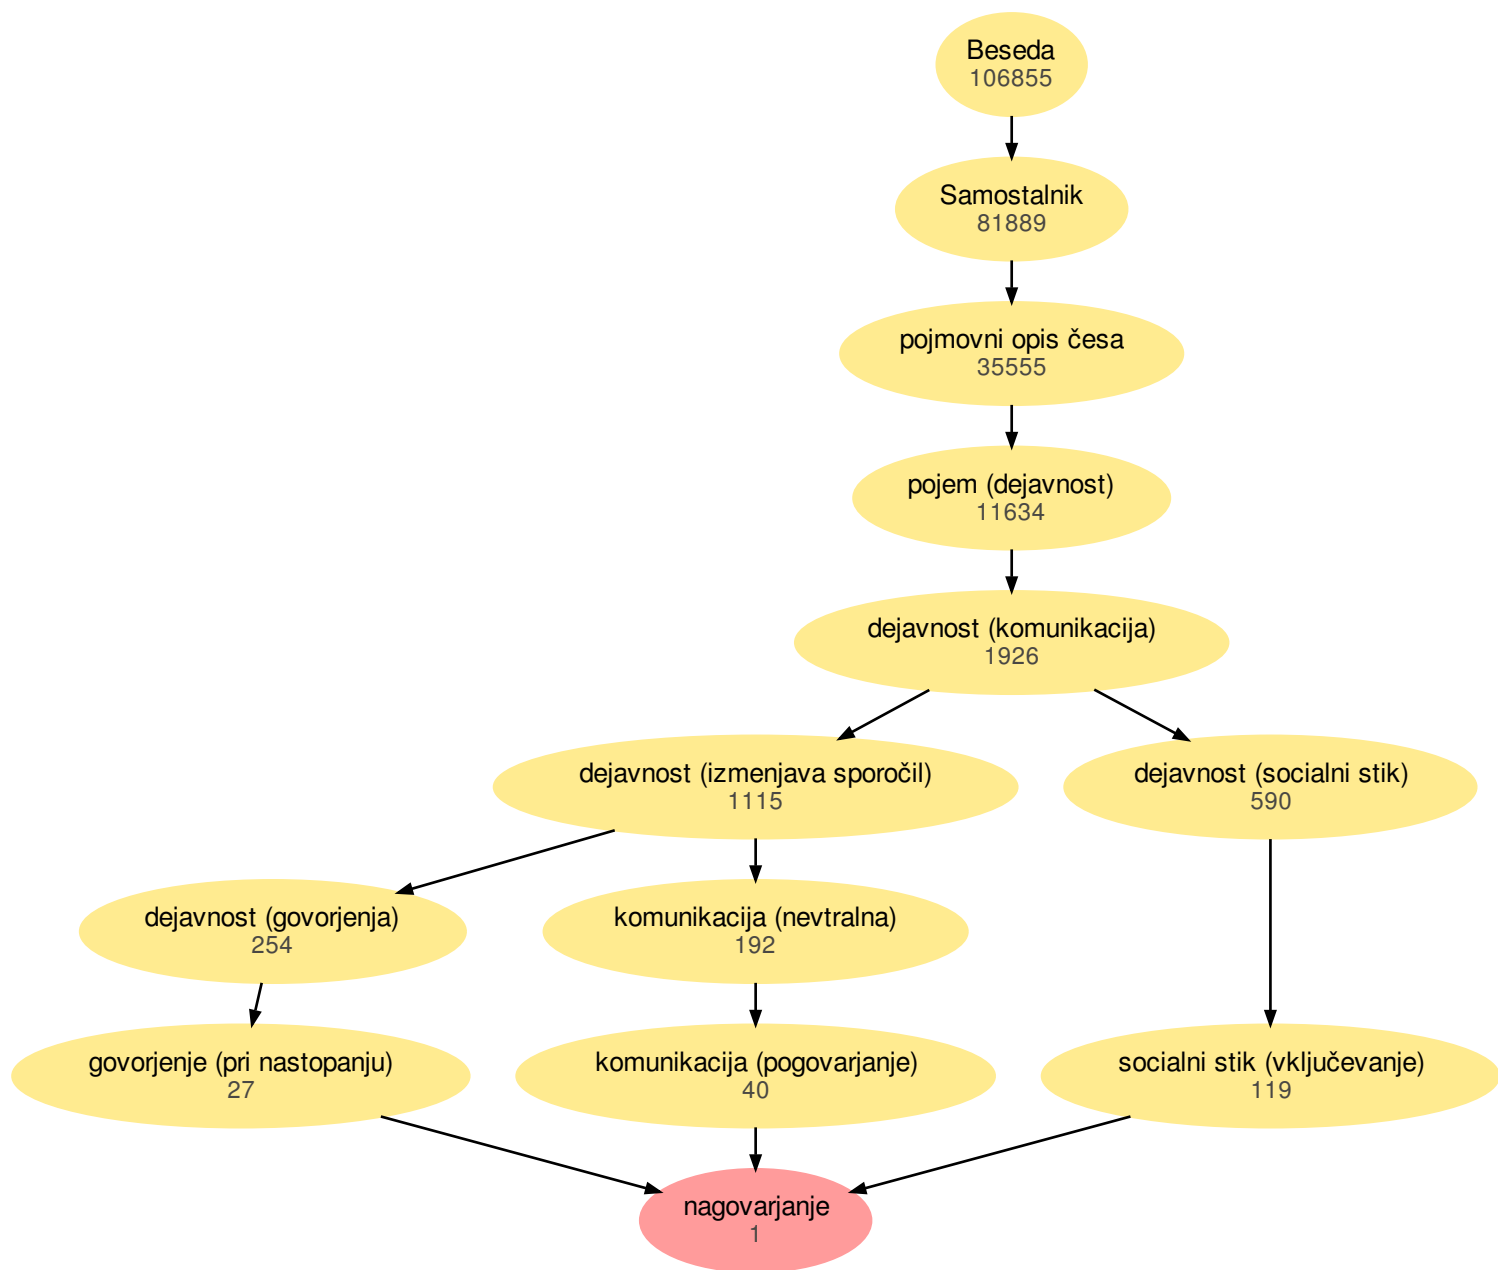 Beseda
106855
Samostalnik
81889
pojmovni opis česa
35555
pojem (dejavnost)
11634
dejavnost (komunikacija)
1926
dejavnost (izmenjava sporočil)
1115
dejavnost (socialni stik)
590
dejavnost (govorjenja)
254
komunikacija (nevtralna)
192
govorjenje (pri nastopanju)
27
komunikacija (pogovarjanje)
40
socialni stik (vključevanje)
119
nagovarjanje
1